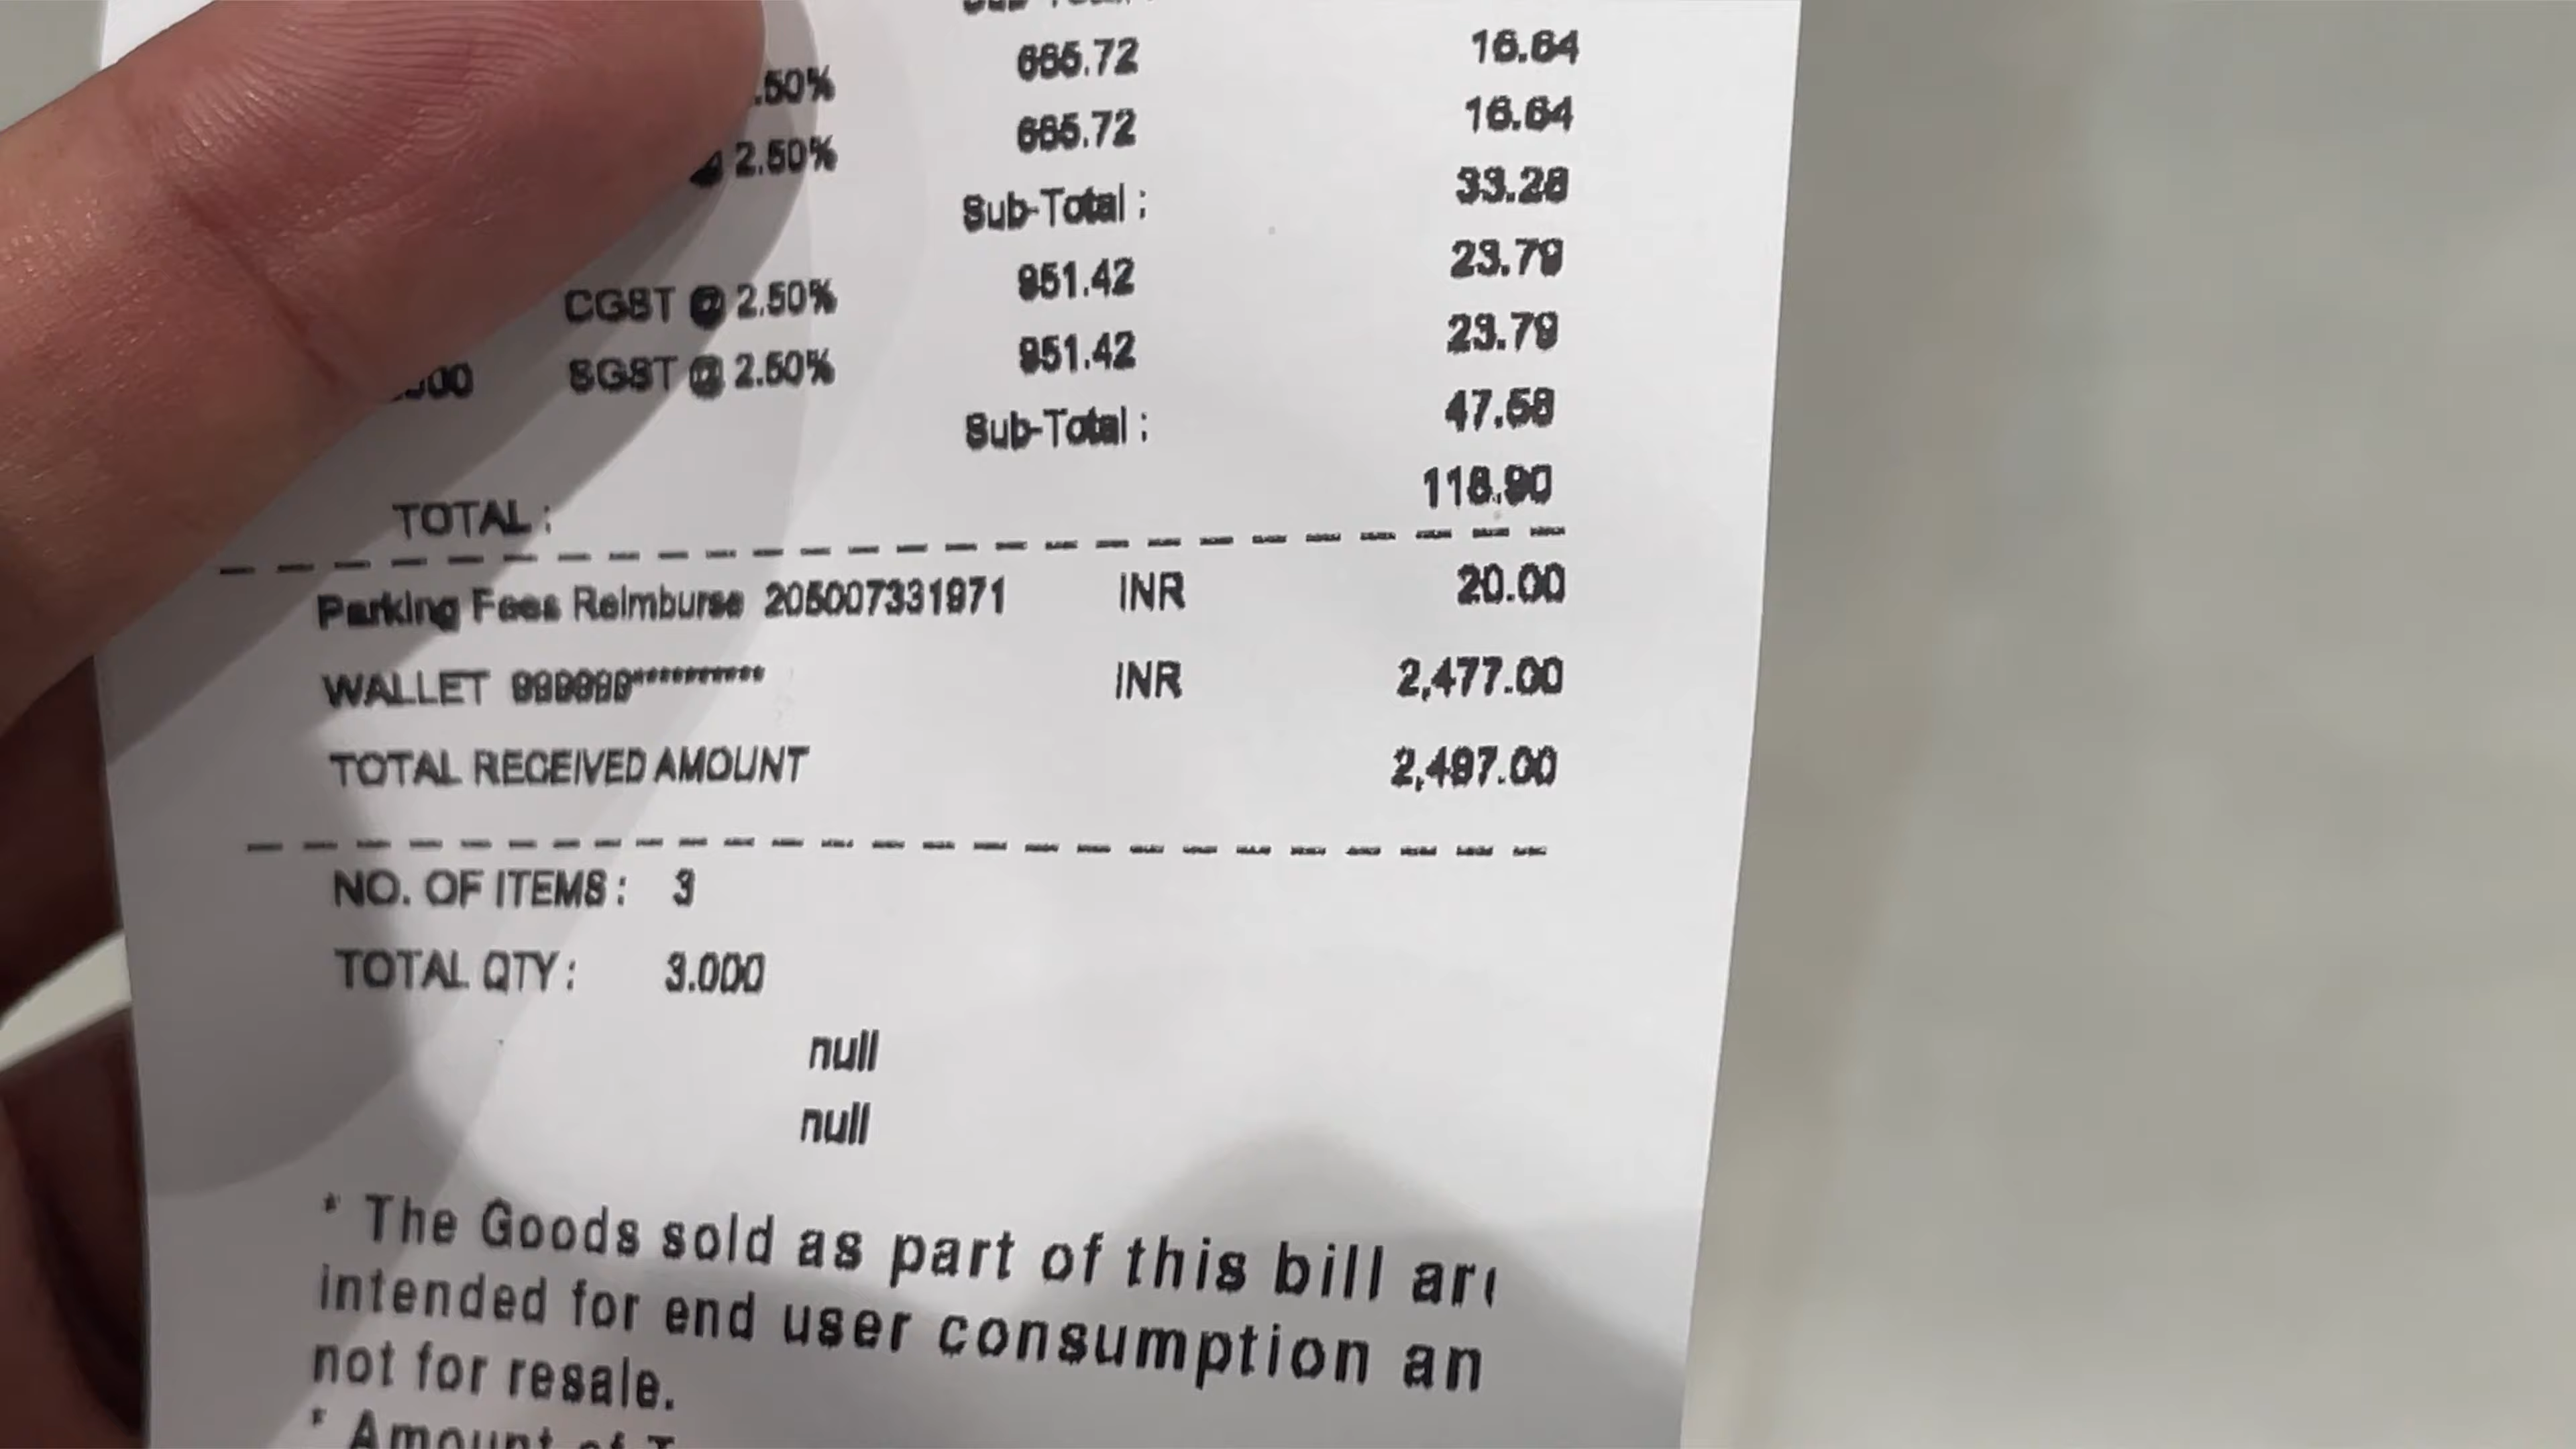 .50% 665.72 16.64
2.50% 665.72 16.64
Sub-Total : 33.28
CGST @ 2.50% 951.42 23.79
SGST @ 2.50% 951.42 23.79
Sub-Total : 47.58
TOTAL : 118.90
Parking Fees Reimburse 205007331971 INR 20.00
WALLET 999999********** INR 2,477.00
TOTAL RECEIVED AMOUNT 2,497.00
NO. OF ITEMS : 3
TOTAL QTY : 3.000
null
null
* The Goods sold as part of this bill ar
intended for end user consumption an
not for resale.
* Amount of